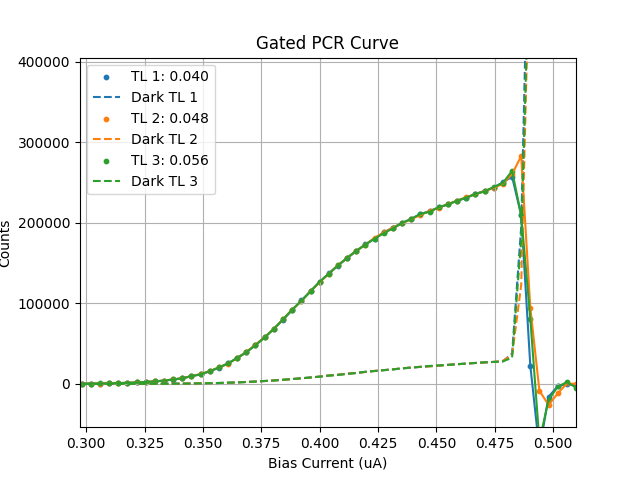 Gated PCR Curve
TL 1: 0.040
Dark TL 1
TL 2: 0.048
Dark TL 2
TL 3: 0.056
Dark TL 3
400000
300000
200000
100000
0
Counts
0.300 0.325 0.350 0.375 0.400 0.425 0.450 0.475 0.500
Bias Current (uA)